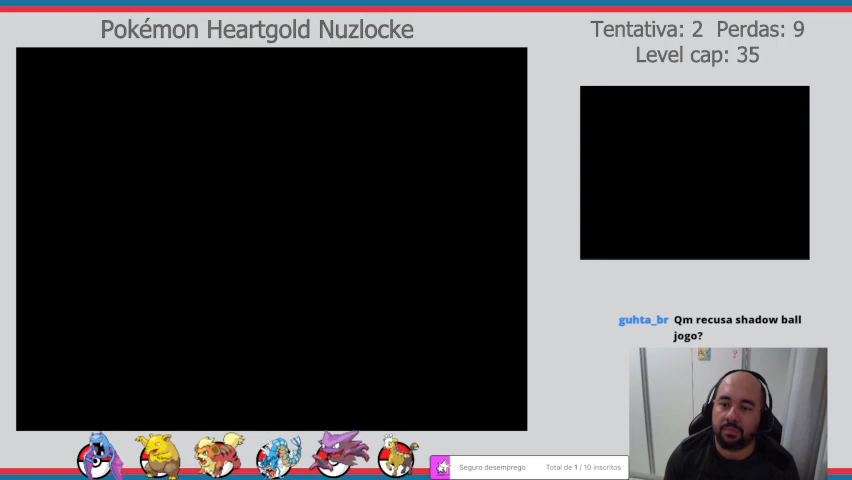 Pokémon Heartgold Nuzlocke
Tentativa: 2 Perdas: 9
Level cap: 35
guhta_br Qm recusa shadow ball
jogo?
Seguro desemprego Total de 1 / 10 inscritos